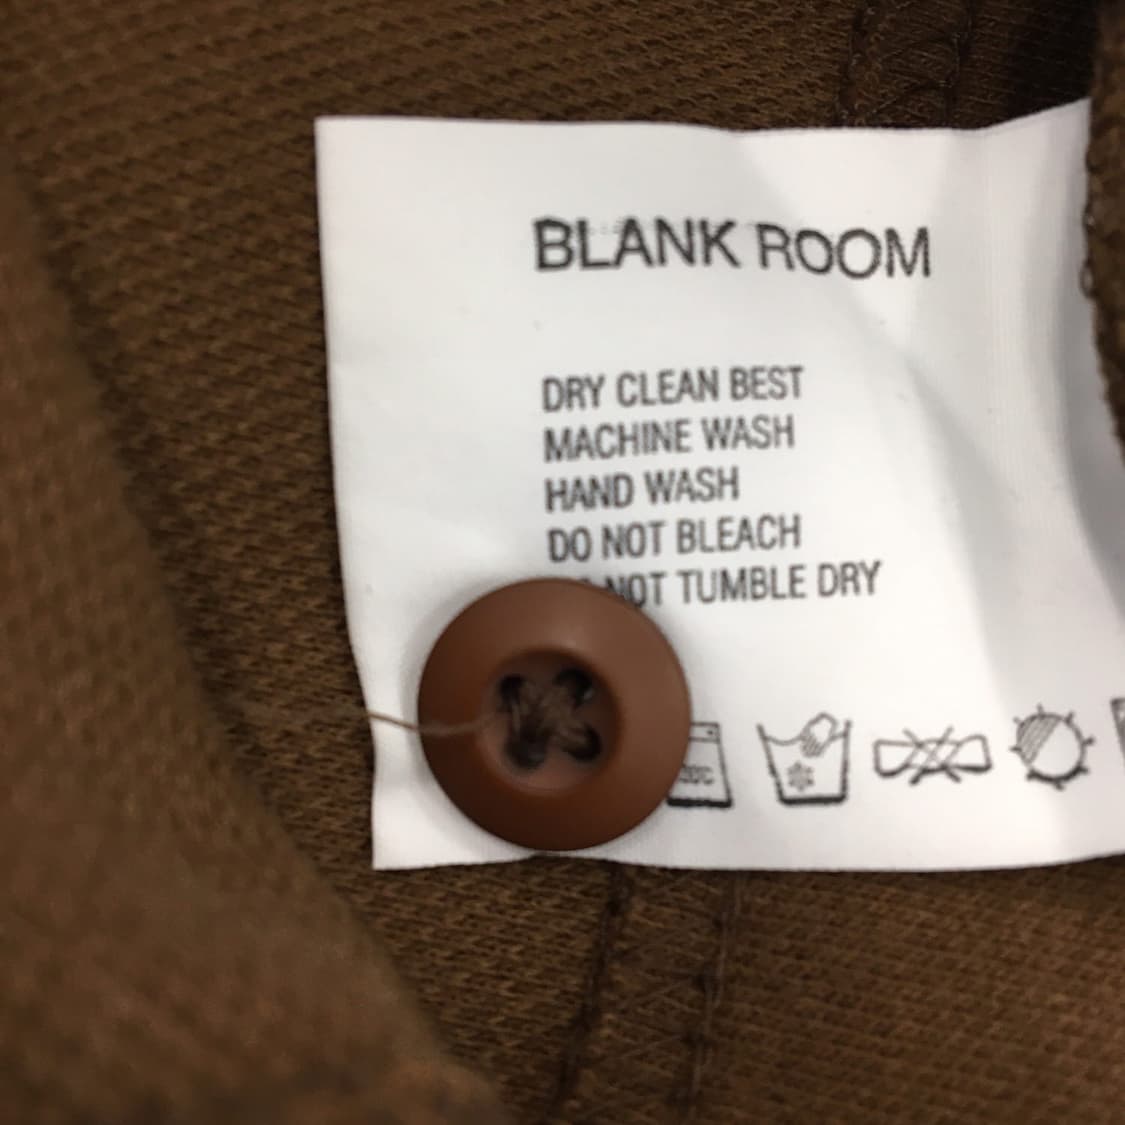 BLANK ROOM
DRY CLEAN BEST
MACHINE WASH
HAND WASH
DO NOT BLEACH
NOT TUMBLE DRY